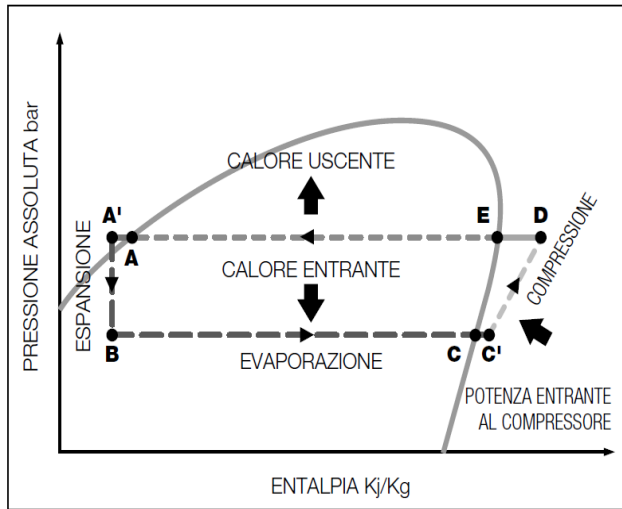 PRESSIONE ASSOLUTA bar
CALORE USCENTE
A'
A
E
D
ESPANSIONE
CALORE ENTRANTE
COMPRESSIONE
B
EVAPORAZIONE
C
C'
POTENZA ENTRANTE
AL COMPRESSORE
ENTALPIA Kj/Kg